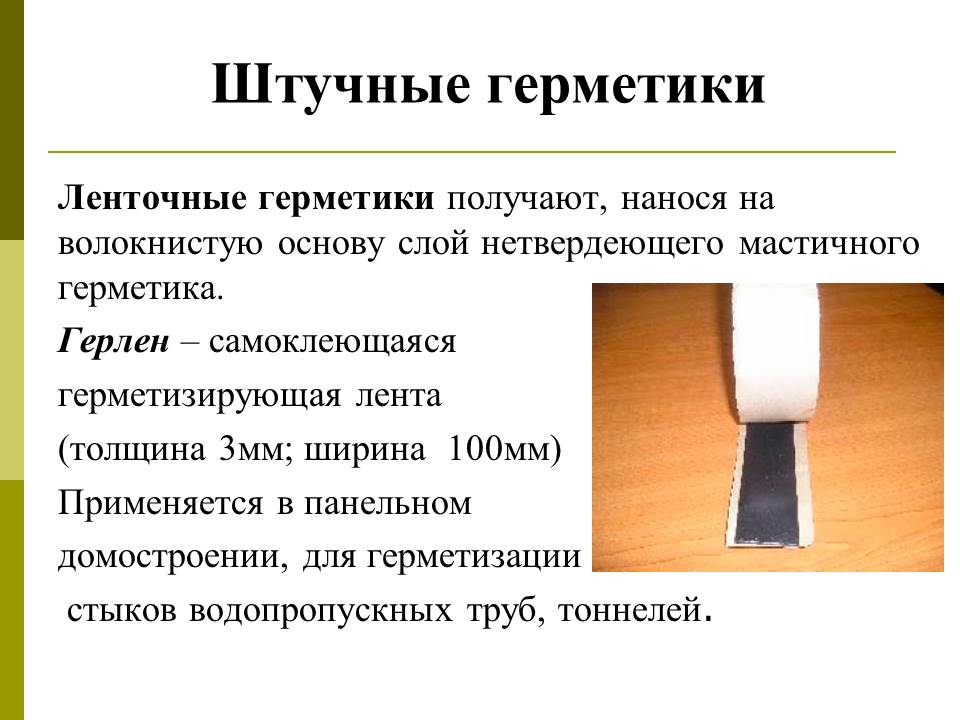 Штучные герметики
Ленточные герметики получают, нанося на
волокнистую основу слой нетвердеющего мастичного
герметика.
Герлен – самоклеющаяся
герметизирующая лента
(толщина 3мм; ширина 100мм)
Применяется в панельном
домостроении, для герметизации
стыков водопропускных труб, тоннелей.